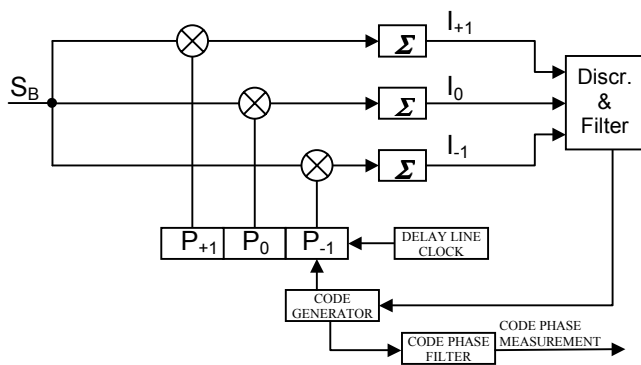 I+1
S_B
Σ
I0
Σ
I-1
Σ
Discr.
&
Filter
P+1
P0
P-1
DELAY LINE
CLOCK
CODE
GENERATOR
CODE PHASE
FILTER
CODE PHASE
MEASUREMENT